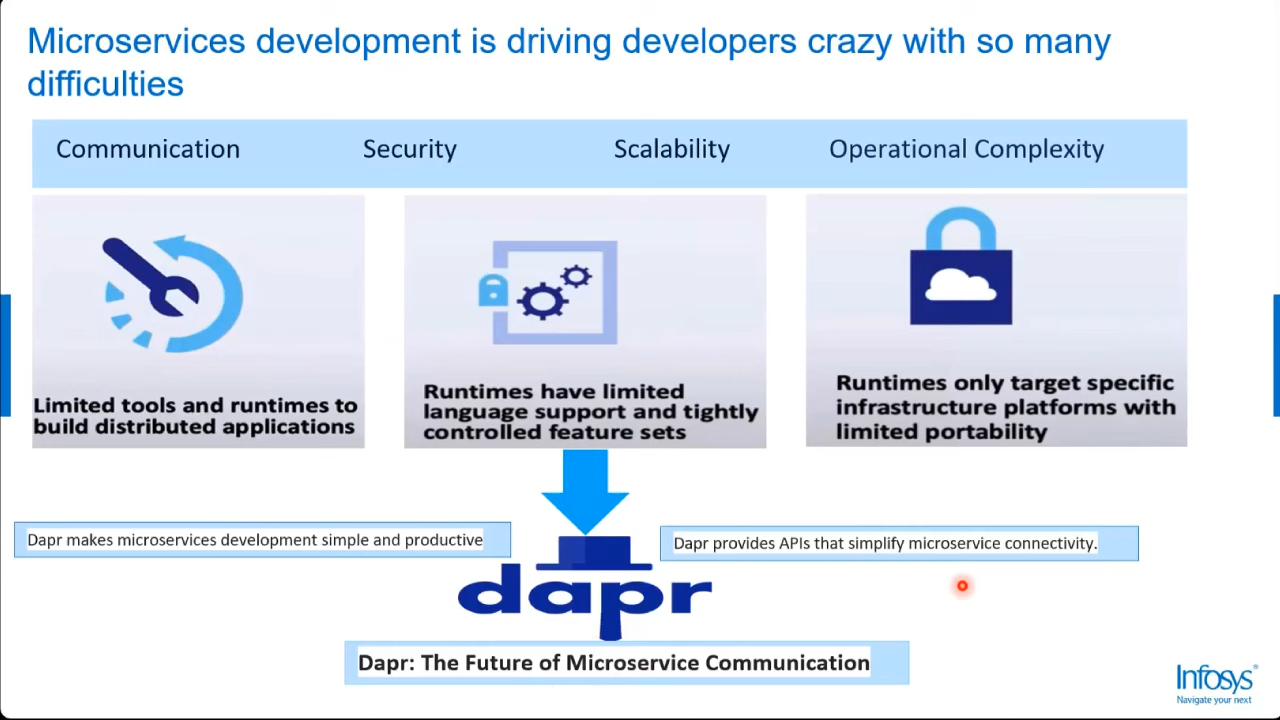 Microservices development is driving developers crazy with so many
difficulties
Communication Security Scalability Operational Complexity
Limited tools and runtimes to
build distributed applications
Runtimes have limited
language support and tightly
controlled feature sets
Runtimes only target specific
infrastructure platforms with
limited portability
Dapr makes microservices development simple and productive
Dapr provides APIs that simplify microservice connectivity.
dapr
Dapr: The Future of Microservice Communication
Infosys®
Navigate your next